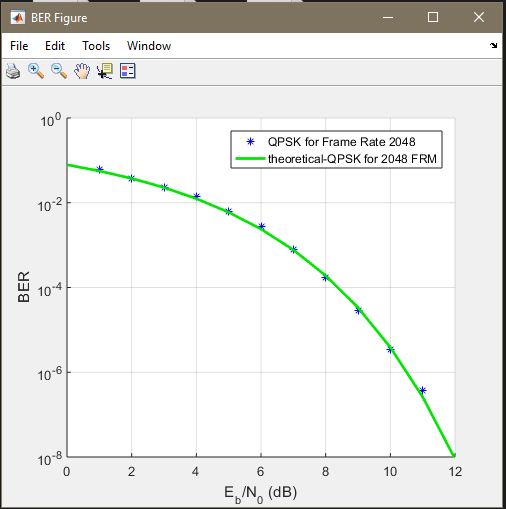 BER Figure
File Edit Tools Window
10^0
QPSK for Frame Rate 2048
theoretical-QPSK for 2048 FRM
10^-2
BER
10^-4
10^-6
10^-8
0 2 4 6 8 10 12
E_b/N_0 (dB)